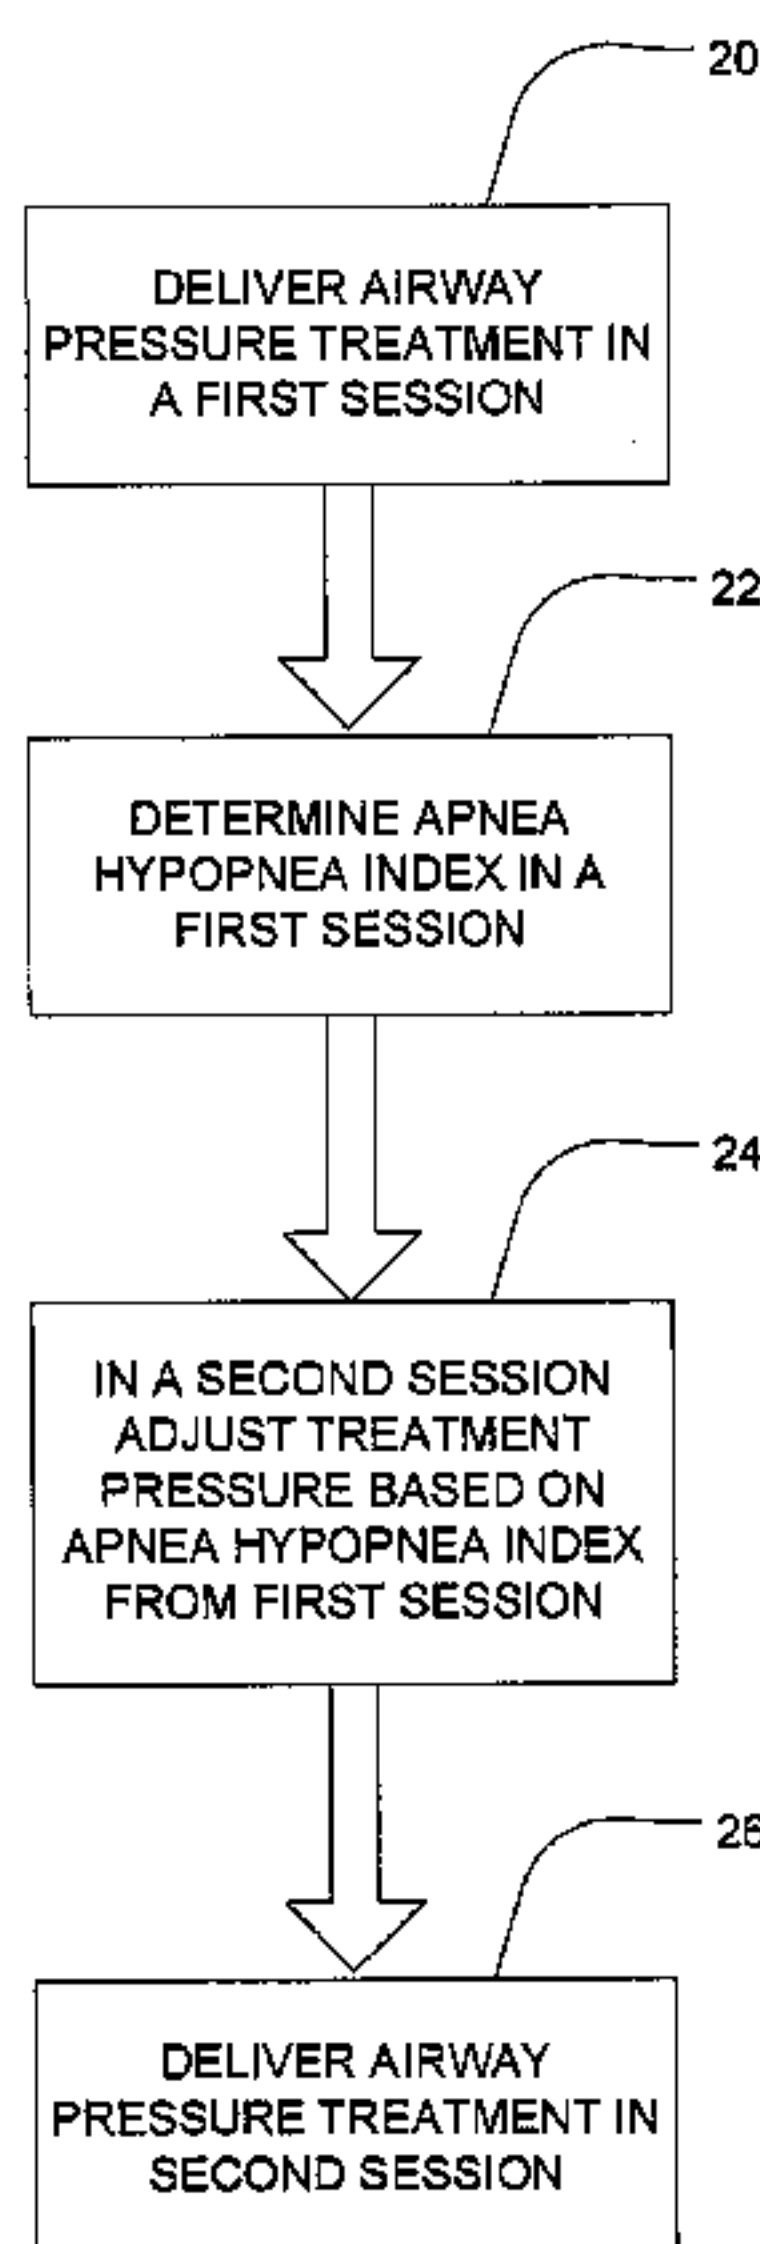 20
DELIVER AIRWAY
PRESSURE TREATMENT IN
A FIRST SESSION
22
DETERMINE APNEA
HYPOPNEA INDEX IN A
FIRST SESSION
24
IN A SECOND SESSION
ADJUST TREATMENT
PRESSURE BASED ON
APNEA HYPOPNEA INDEX
FROM FIRST SESSION
26
DELIVER AIRWAY
PRESSURE TREATMENT IN
SECOND SESSION